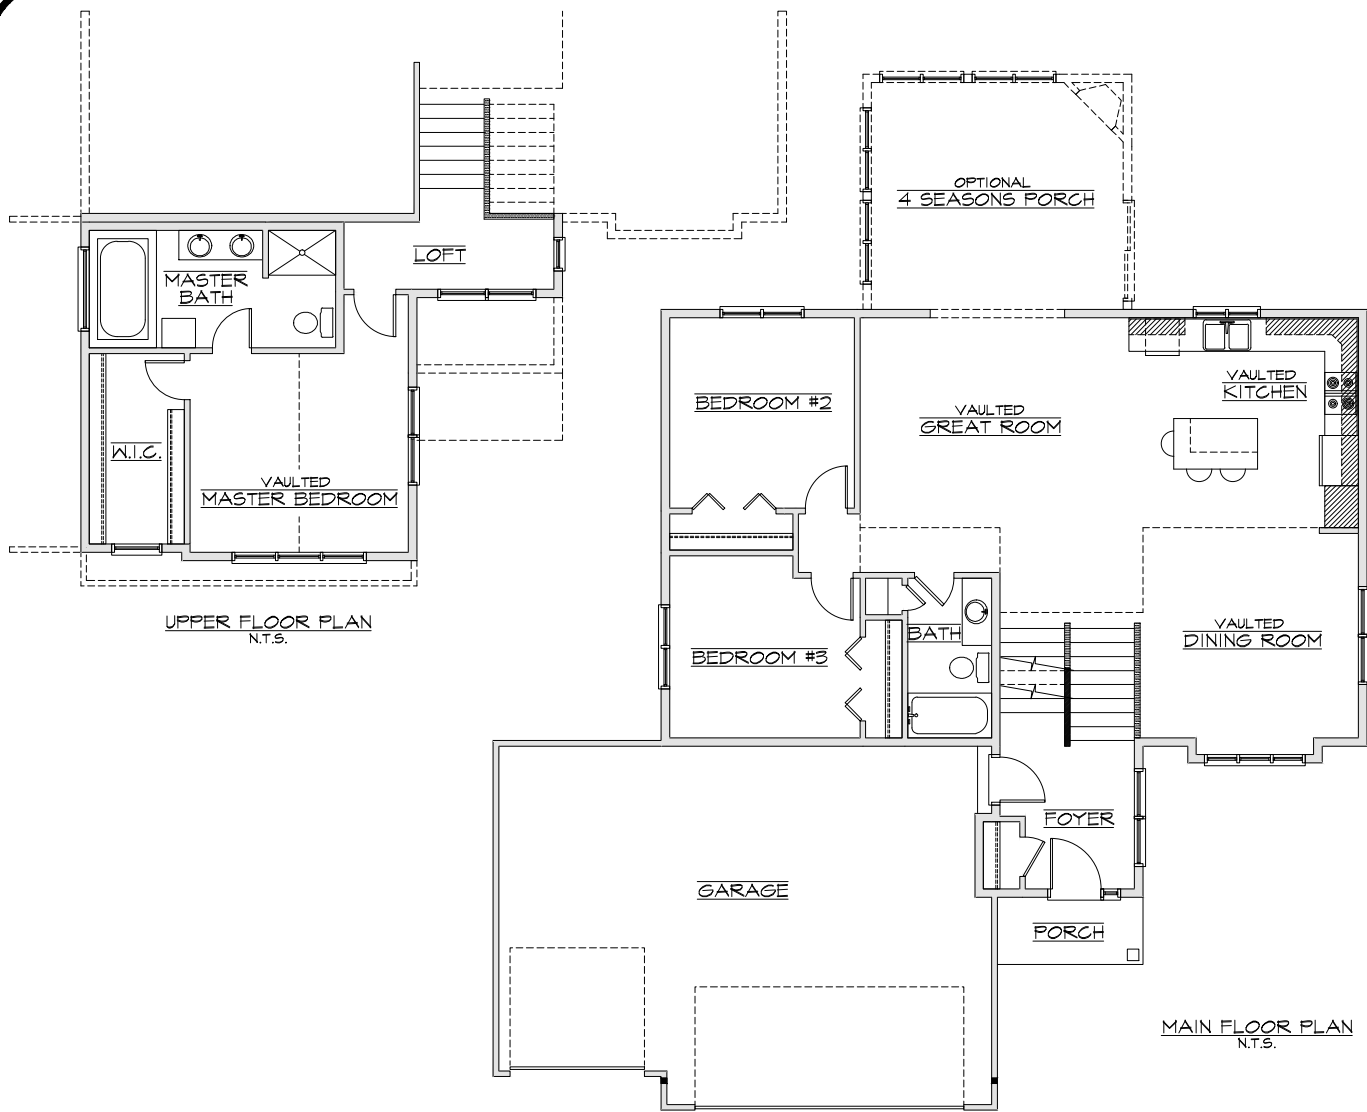 OPTIONAL
4 SEASONS PORCH
LOFT
MASTER
BATH
W.I.C.
VAULTED
MASTER BEDROOM
UPPER FLOOR PLAN
N.T.S.
BEDROOM #2
VAULTED
GREAT ROOM
VAULTED
KITCHEN
BATH
BEDROOM #3
VAULTED
DINING ROOM
FOYER
GARAGE
PORCH
MAIN FLOOR PLAN
N.T.S.